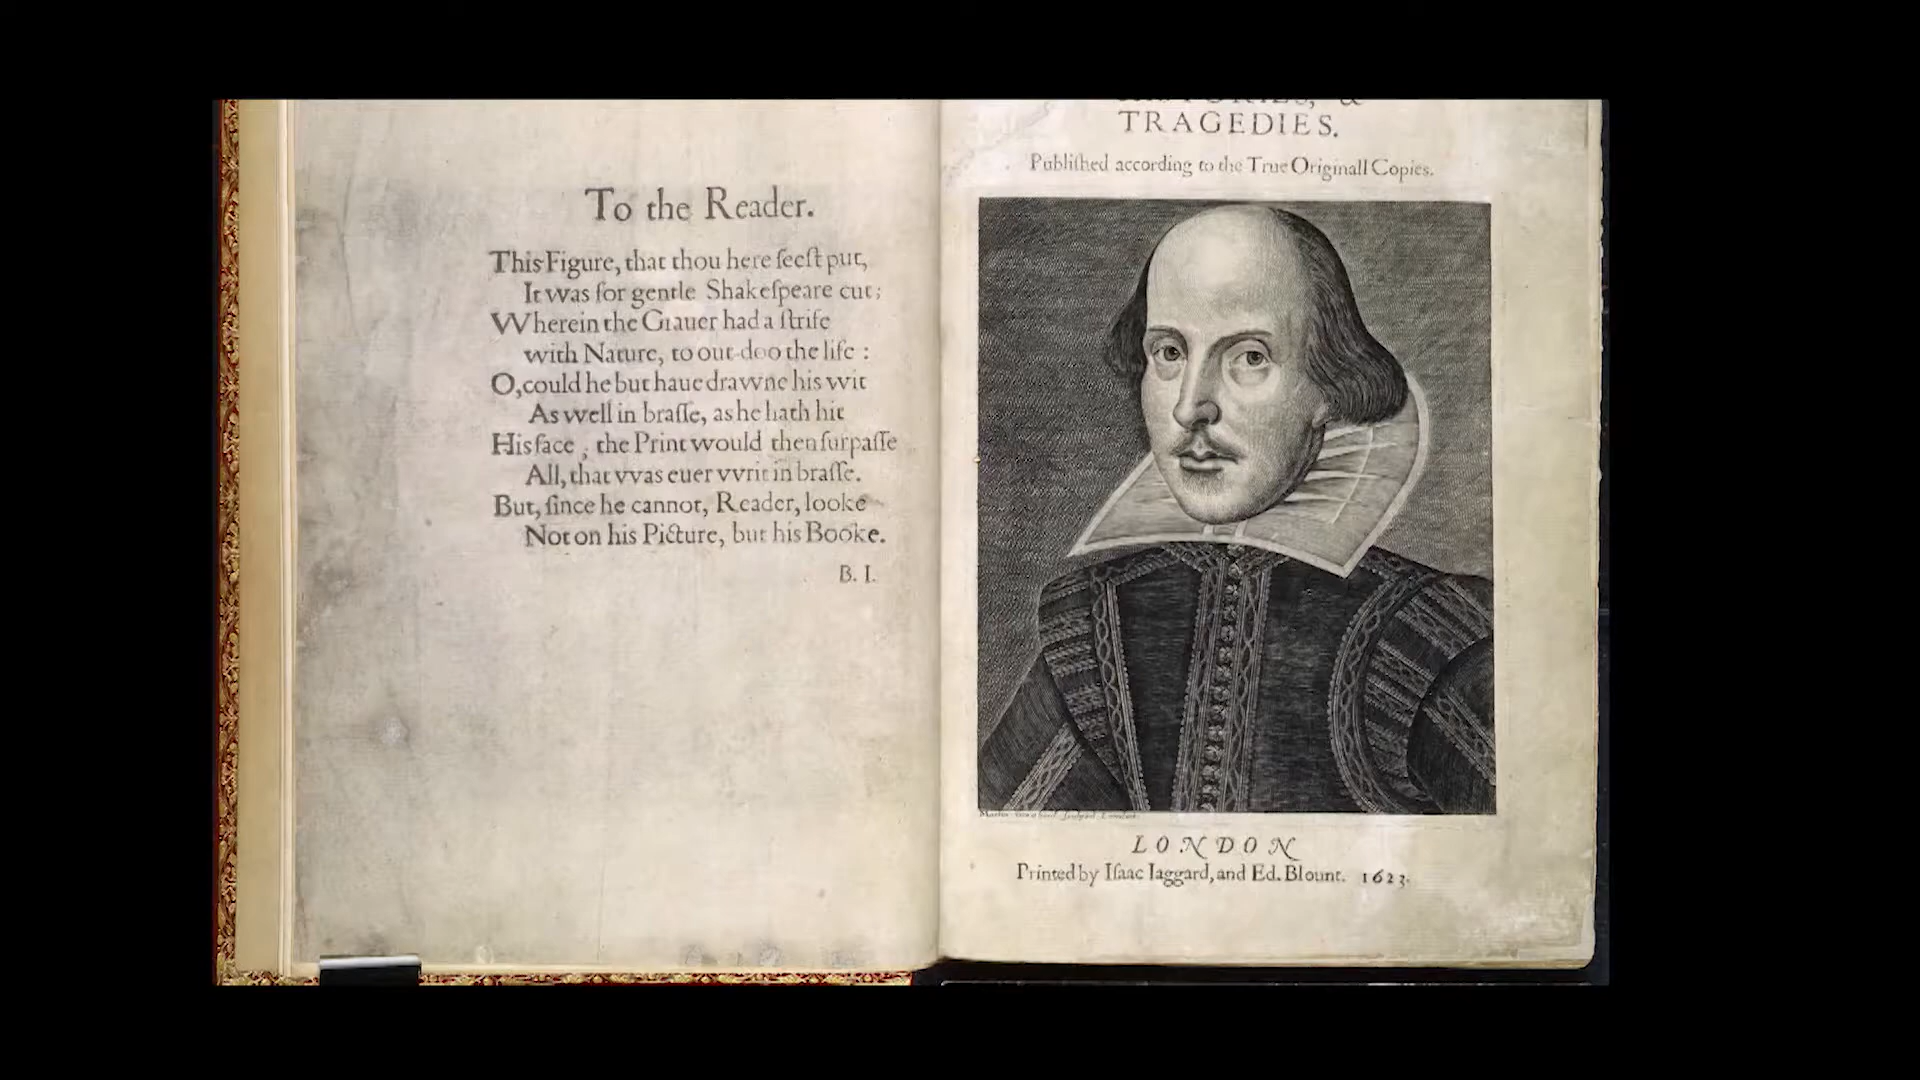 To the Reader.
This Figure, that thou here ſeeſt put,
It was for gentle Shakeſpeare cut;
Wherein the Grauer had a ſtrife
with Nature, to out-doo the life :
O, could he but haue drawne his wit
As well in braſſe, as he hath hit
His face ; the Print would then ſurpaſſe
All, that vvas euer vvrit in braſſe.
But, ſince he cannot, Reader, looke
Not on his Picture, but his Booke.
B. I.
TRAGEDIES.
Publiſhed according to the True Originall Copies.
LONDON
Printed by Iſaac Iaggard, and Ed. Blount. 1623.